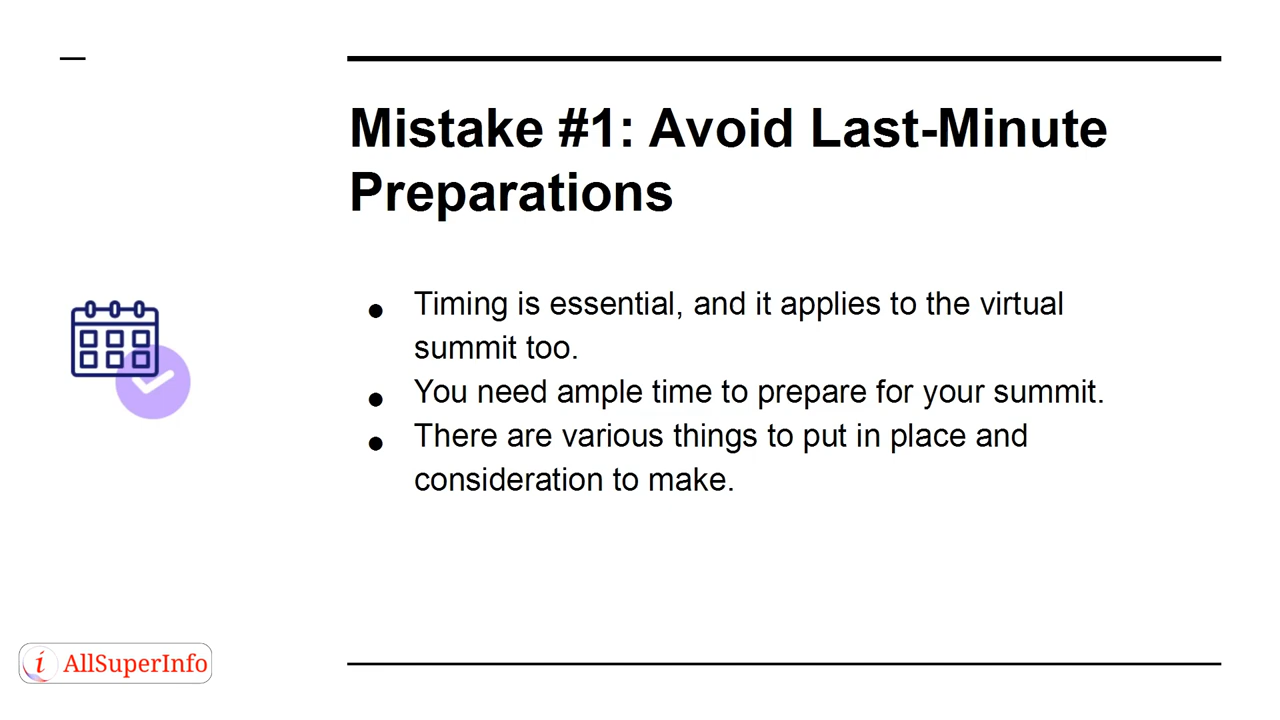 Mistake #1: Avoid Last-Minute
Preparations
● Timing is essential, and it applies to the virtual
summit too.
● You need ample time to prepare for your summit.
● There are various things to put in place and
consideration to make.
i AllSuperInfo